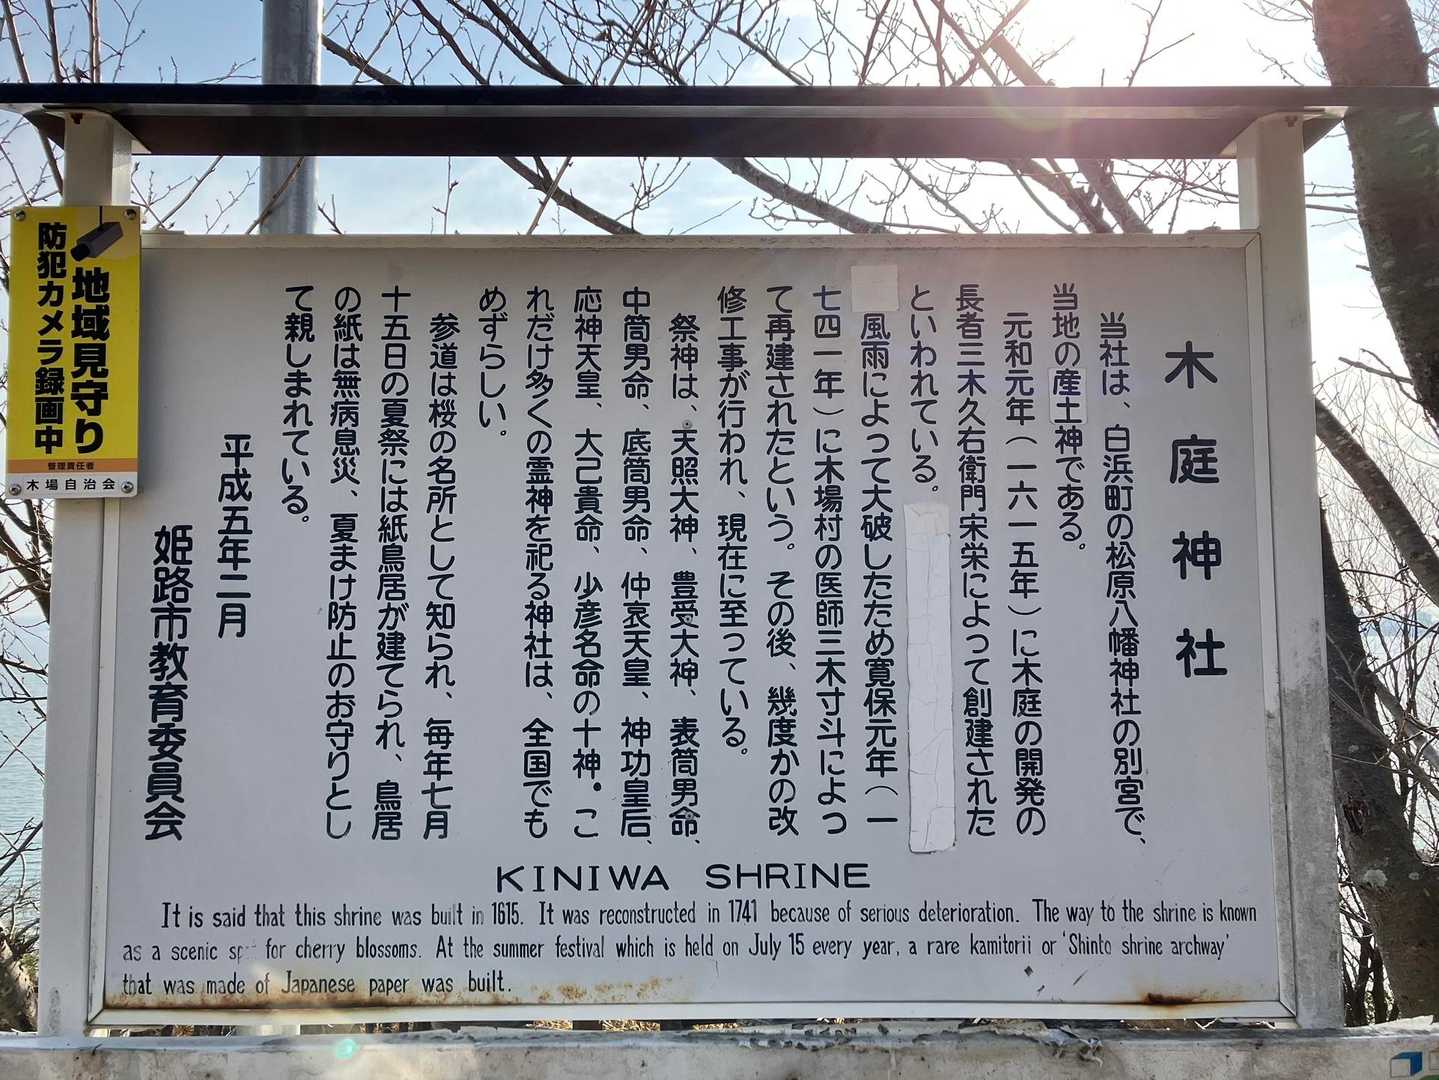 木庭神社
当社は、白浜町の松原八幡神社の別宮で、
当地の産土神である。
元和元年（一六一五年）に木庭の開発の
長者三木久右衛門宋栄によって創建された
といわれている。
風雨によって大破したため寛保元年（一
七四一年）に木場村の医師三木寸斗によっ
て再建されたという。その後、幾度かの改
修工事が行われ、現在に至っている。
祭神は、天照大神、豊受大神、表筒男命、
中筒男命、底筒男命、仲哀天皇、神功皇后、
応神天皇、大己貴命、少彦名命の十神・こ
れだけ多くの霊神を祀る神社は、全国でも
めずらしい。
参道は桜の名所として知られ、毎年七月
十五日の夏祭には紙鳥居が建てられ、鳥居
の紙は無病息災、夏まけ防止のお守りとし
て親しまれている。
平成五年二月
姫路市教育委員会
KINIWA SHRINE
It is said that this shrine was built in 1615. It was reconstructed in 1741 because of serious deterioration. The way to the shrine is known
as a scenic sp for cherry blossoms. At the summer festival which is held on July 15 every year, a rare kamitorii or 'Shinto shrine archway'
that was made of Japanese paper was built.
地域見守り
防犯カメラ録画中
管理責任者
木場自治会